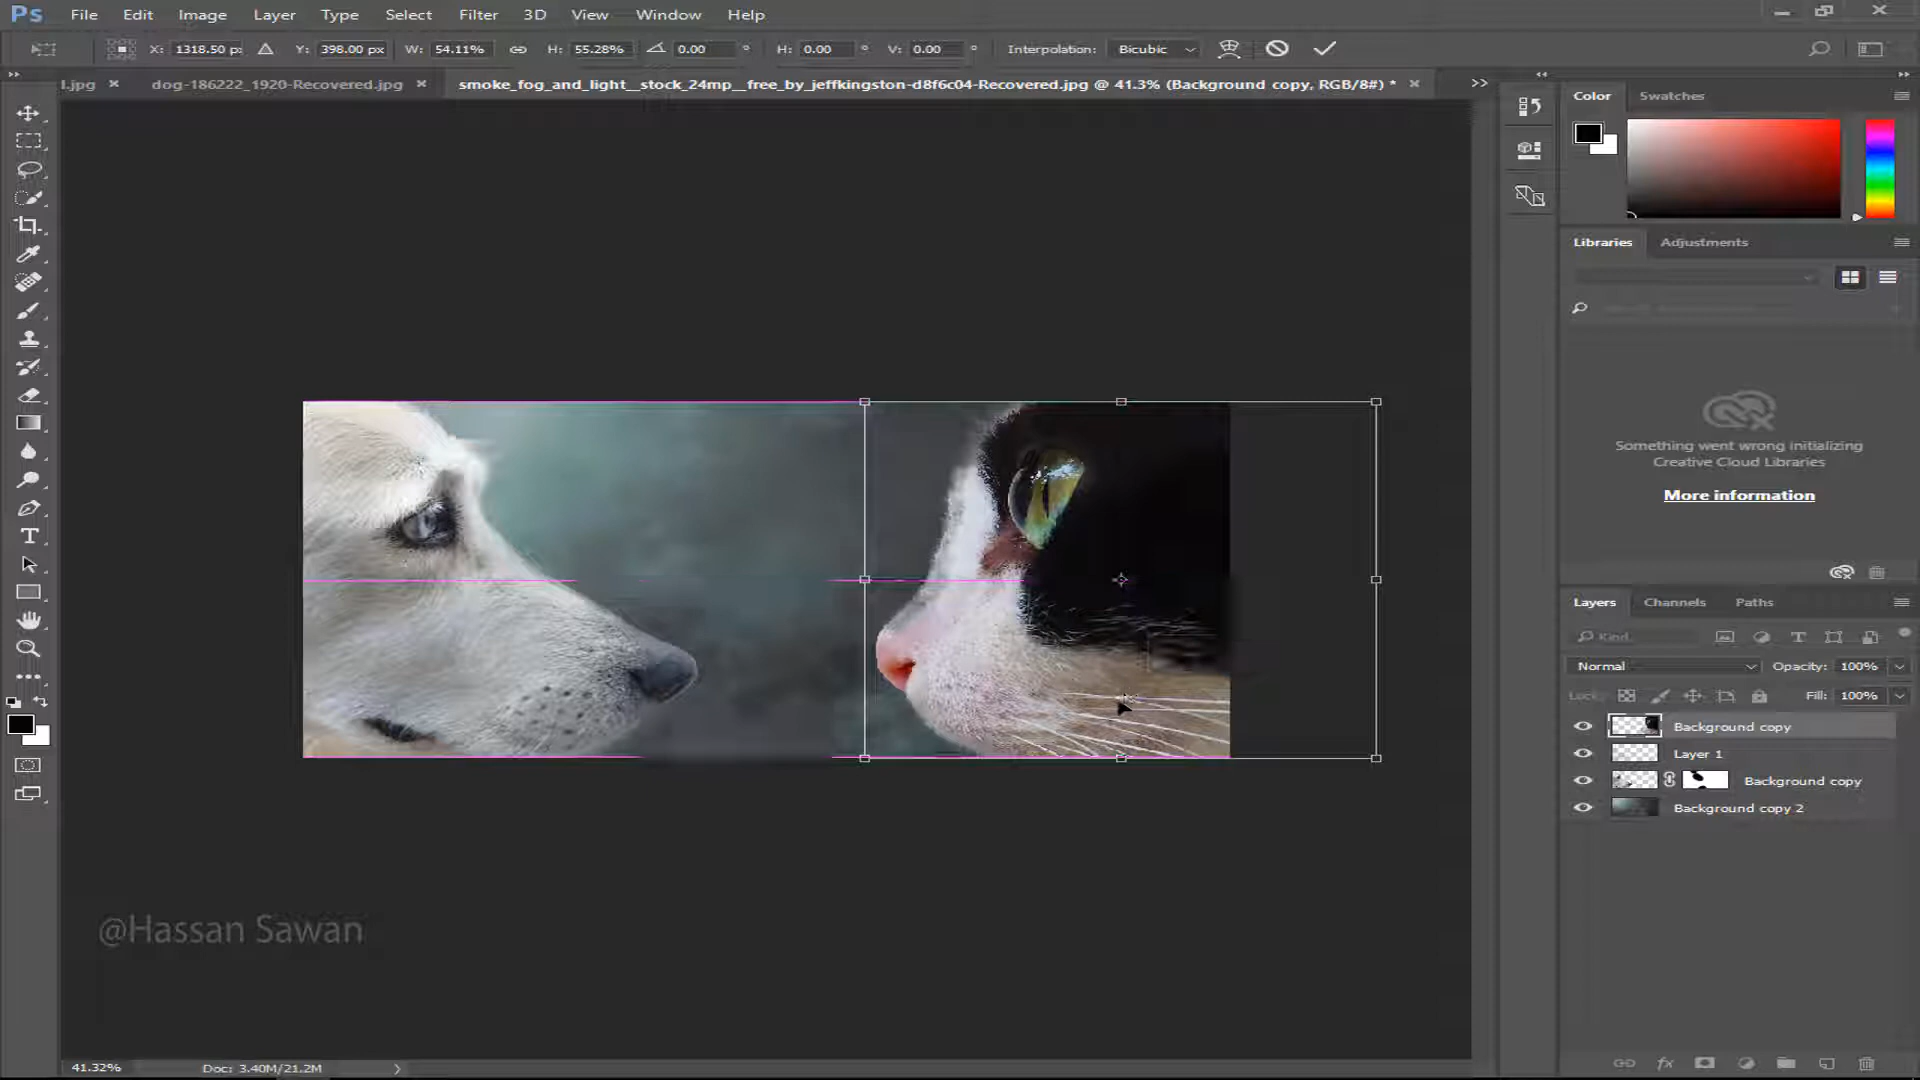 Ps File Edit Image Layer Type Select Filter 3D View Window Help
X: 1318.50 px Y: 398.00 px W: 54.11% H: 55.28% 0.00 ° H: 0.00 ° V: 0.00 ° Interpolation: Bicubic
l.jpg × dog-186222_1920-Recovered.jpg × smoke_fog_and_light__stock_24mp__free_by_jeffkingston-d8f6c04-Recovered.jpg @ 41.3% (Background copy, RGB/8#) * ×
Color Swatches
Libraries Adjustments
Something went wrong initializing
Creative Cloud Libraries
More information
Layers Channels Paths
Kind
Normal Opacity: 100%
Lock: Fill: 100%
Background copy
Layer 1
Background copy
Background copy 2
@Hassan Sawan
41.32% Doc: 3.40M/21.2M